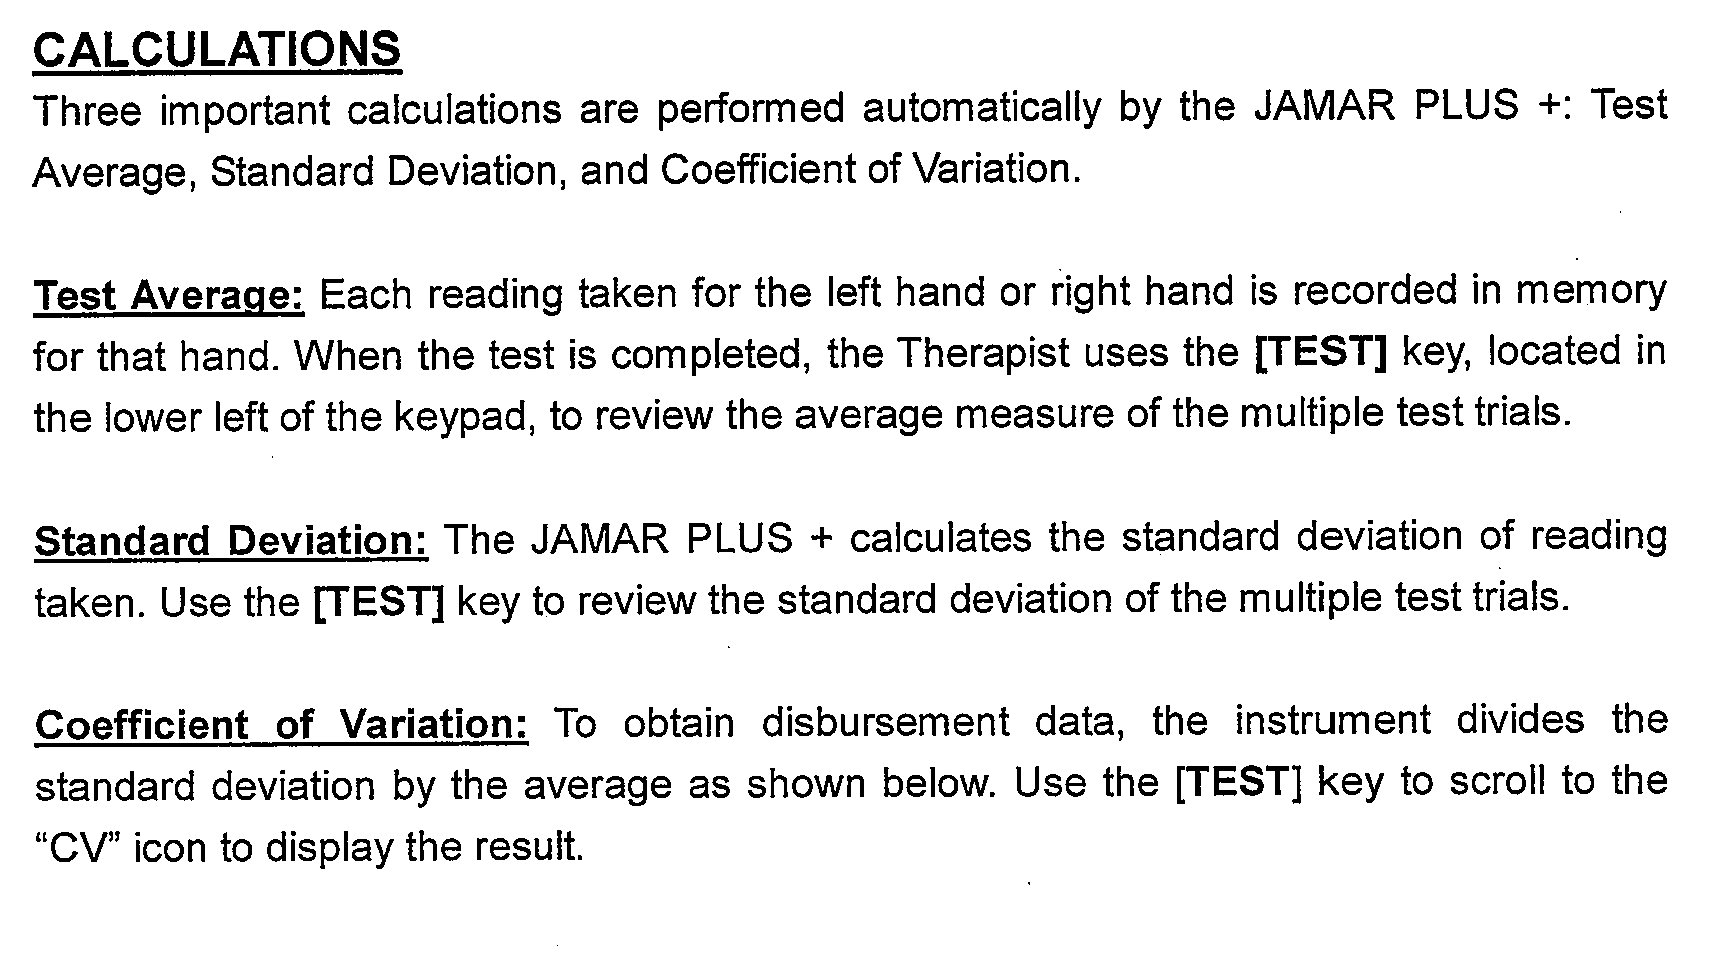 CALCULATIONS
Three important calculations are performed automatically by the JAMAR PLUS +: Test
Average, Standard Deviation, and Coefficient of Variation.
Test Average: Each reading taken for the left hand or right hand is recorded in memory
for that hand. When the test is completed, the Therapist uses the [TEST] key, located in
the lower left of the keypad, to review the average measure of the multiple test trials.
Standard Deviation: The JAMAR PLUS + calculates the standard deviation of reading
taken. Use the [TEST] key to review the standard deviation of the multiple test trials.
Coefficient of Variation: To obtain disbursement data, the instrument divides the
standard deviation by the average as shown below. Use the [TEST] key to scroll to the
“CV” icon to display the result.